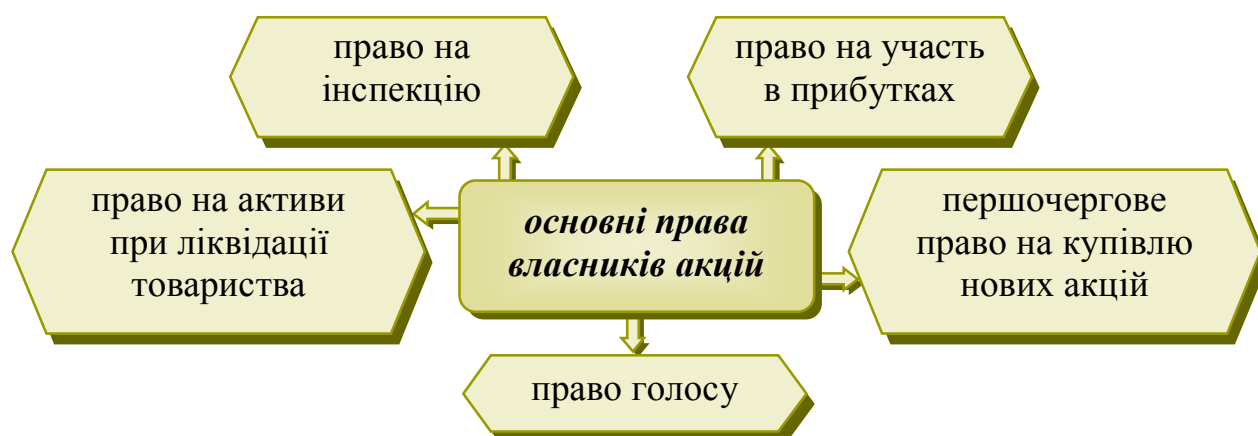 право на
інспекцію
право на участь
в прибутках
право на активи
при ліквідації
товариства
основні права
власників акцій
першочергове
право на купівлю
нових акцій
право голосу